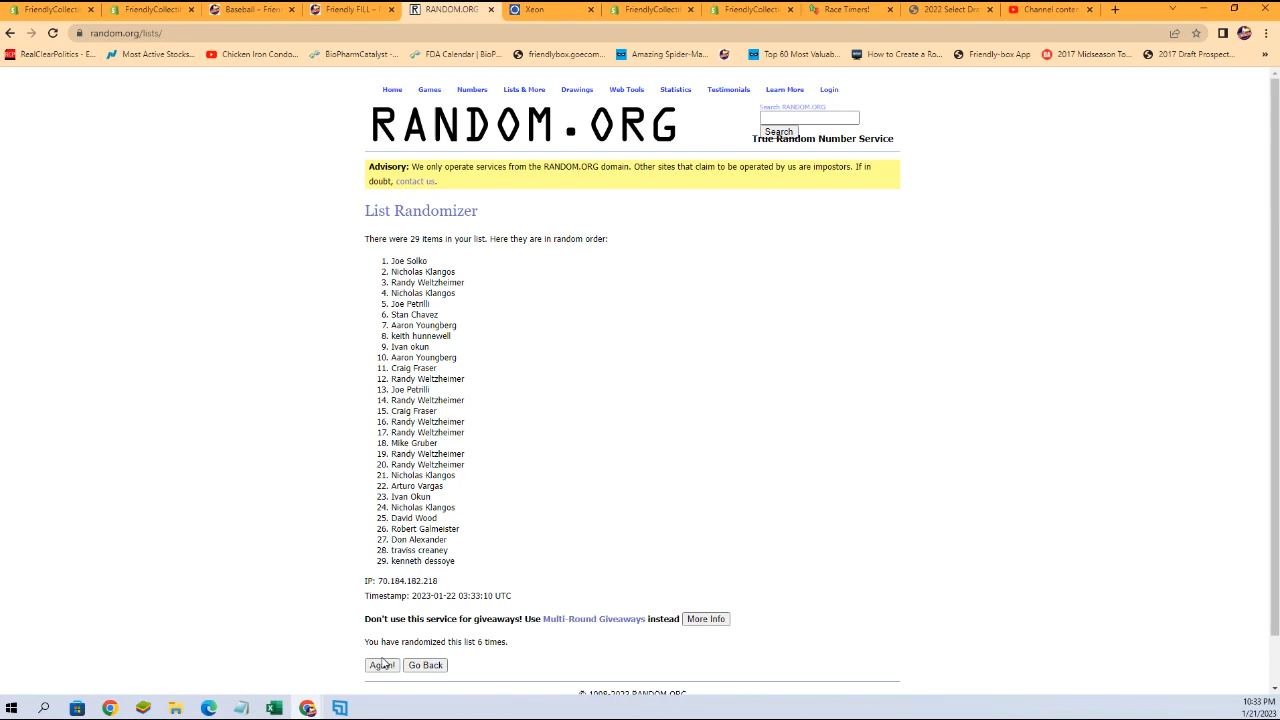 FriendlyCollecti
FriendlyCollecti
Baseball – Frien
Friendly FILL –
RANDOM.ORG
Xeon
FriendlyCollecti
FriendlyCollecti
Race Timers!
2022 Select Dra
Channel conten
random.org/lists/
RealClearPolitics - E...
Most Active Stocks...
Chicken Iron Condo...
BioPharmCatalyst -...
FDA Calendar | BioP...
friendlybox.goecom...
Amazing Spider-Ma...
Top 60 Most Valuab...
How to Create a Ro...
Friendly-box App
2017 Midseason To...
2017 Draft Prospect...
»
Home Games Numbers Lists & More Drawings Web Tools Statistics Testimonials Learn More Login
RANDOM.ORG
Search RANDOM.ORG
Search
True Random Number Service
Advisory: We only operate services from the RANDOM.ORG domain. Other sites that claim to be operated by us are impostors. If in
doubt, contact us.
List Randomizer
There were 29 items in your list. Here they are in random order:
1. Joe Solko
2. Nicholas Klangos
3. Randy Weltzheimer
4. Nicholas Klangos
5. Joe Petrilli
6. Stan Chavez
7. Aaron Youngberg
8. keith hunnewell
9. Ivan okun
10. Aaron Youngberg
11. Craig Fraser
12. Randy Weltzheimer
13. Joe Petrilli
14. Randy Weltzheimer
15. Craig Fraser
16. Randy Weltzheimer
17. Randy Weltzheimer
18. Mike Gruber
19. Randy Weltzheimer
20. Randy Weltzheimer
21. Nicholas Klangos
22. Arturo Vargas
23. Ivan Okun
24. Nicholas Klangos
25. David Wood
26. Robert Galmeister
27. Don Alexander
28. traviss creaney
29. kenneth dessoye
IP: 70.184.182.218
Timestamp: 2023-01-22 03:33:10 UTC
Don't use this service for giveaways! Use Multi-Round Giveaways instead More Info
You have randomized this list 6 times.
Again! Go Back
© 1998-2023 RANDOM.ORG
10:33 PM
1/21/2023